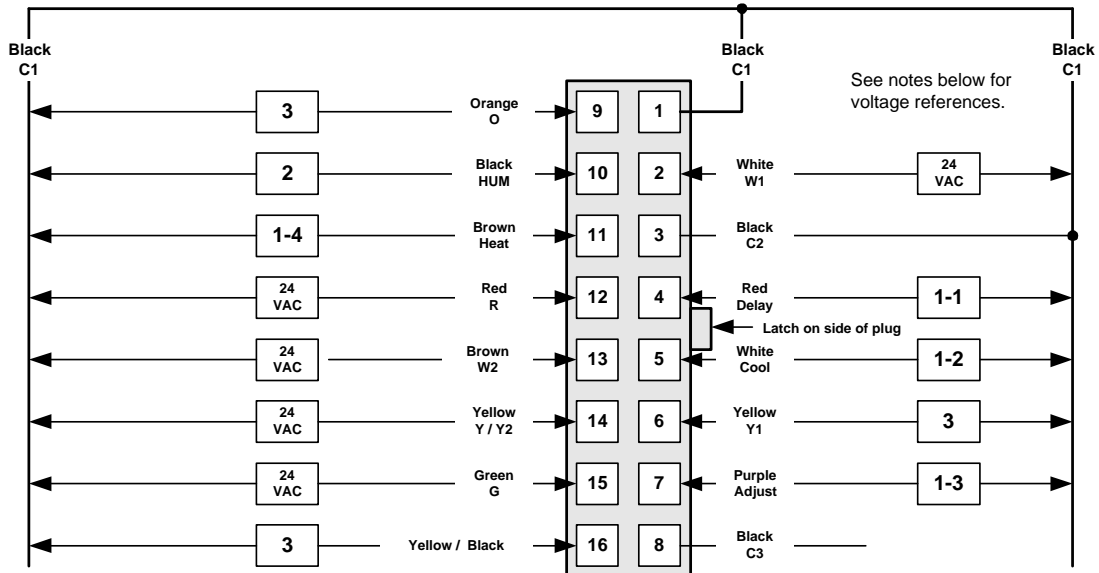 Black
C1
Black
C1
Black
C1
See notes below for
voltage references.
3
Orange
O
9
1
2
Black
HUM
10
2
White
W1
24
VAC
1-4
Brown
Heat
11
3
Black
C2
24
VAC
Red
R
12
4
Red
Delay
1-1
Latch on side of plug
24
VAC
Brown
W2
13
5
White
Cool
1-2
24
VAC
Yellow
Y / Y2
14
6
Yellow
Y1
3
24
VAC
Green
G
15
7
Purple
Adjust
1-3
3
Yellow / Black
16
8
Black
C3